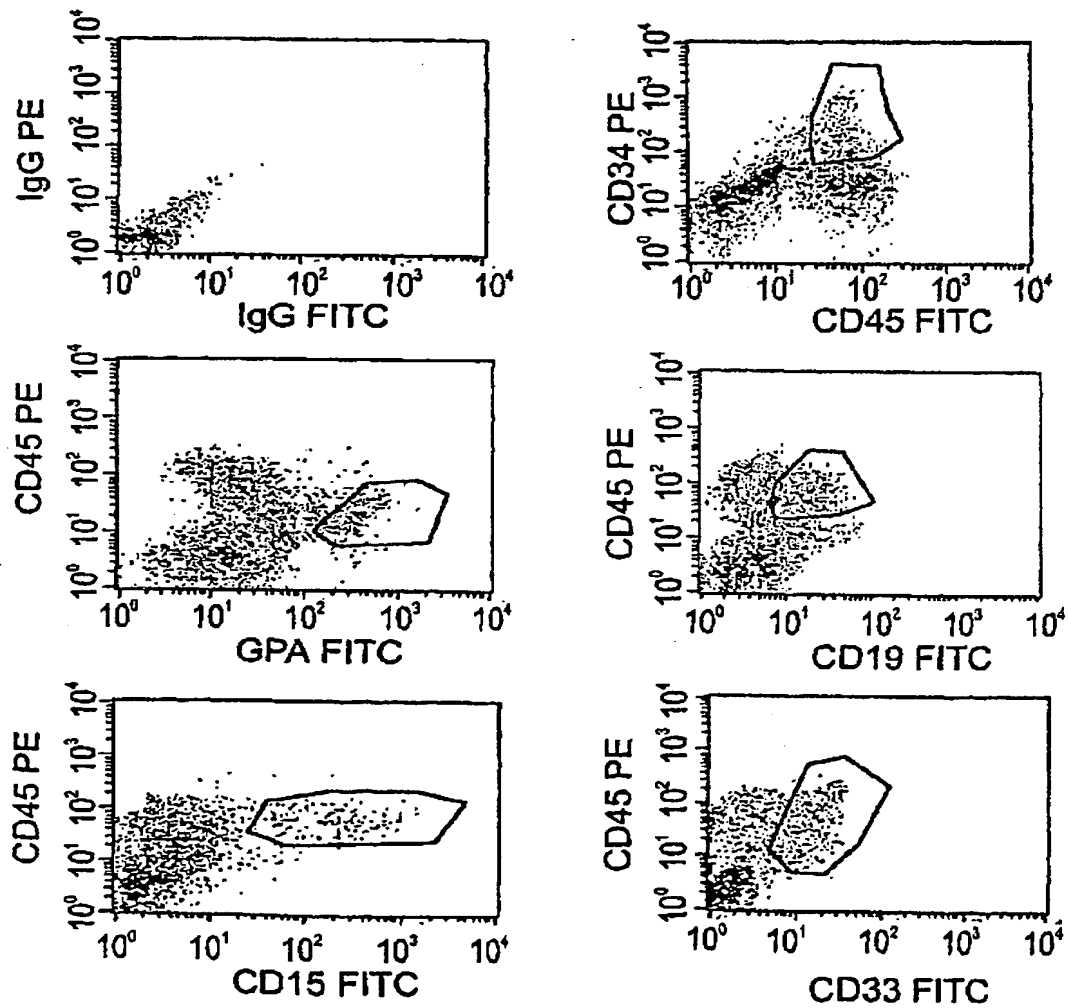 IgG PE
10⁴
10³
10²
10¹
10⁰
10⁰ 10¹ 10² 10³ 10⁴
IgG FITC
CD34 PE
10⁴
10³
10²
10¹
10⁰
10⁰ 10¹ 10² 10³ 10⁴
CD45 FITC
CD45 PE
10⁴
10³
10²
10¹
10⁰
10⁰ 10¹ 10² 10³ 10⁴
GPA FITC
CD45 PE
10⁴
10³
10²
10¹
10⁰
10⁰ 10¹ 10² 10³ 10⁴
CD19 FITC
CD45 PE
10⁴
10³
10²
10¹
10⁰
10⁰ 10¹ 10² 10³ 10⁴
CD15 FITC
CD45 PE
10⁴
10³
10²
10¹
10⁰
10⁰ 10¹ 10² 10³ 10⁴
CD33 FITC